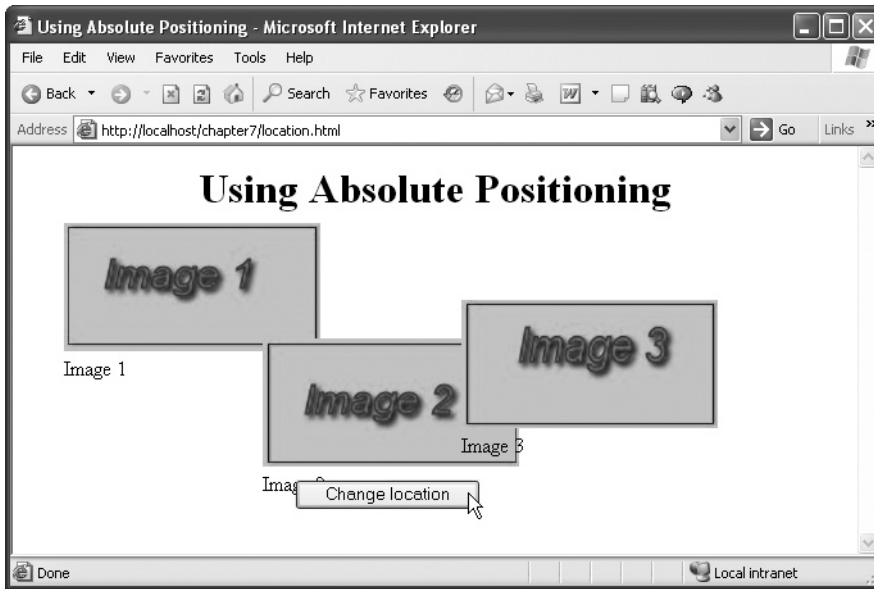 Using Absolute Positioning - Microsoft Internet Explorer
File Edit View Favorites Tools Help
Back Search Favorites
Address http://localhost/chapter7/location.html Go Links »
Using Absolute Positioning
Image 1
Image 1
Image 3
Image 2
Image 3
Change location
Done Local intranet